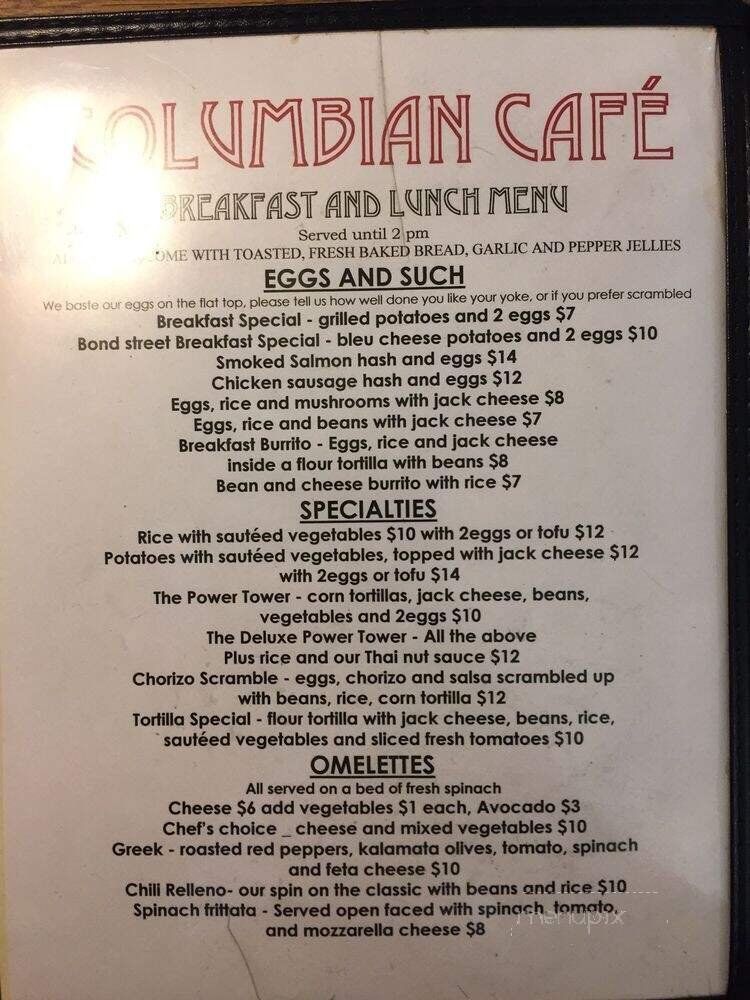 COLUMBIAN CAFÉ
BREAKFAST AND LUNCH MENU
Served until 2 pm
COME WITH TOASTED, FRESH BAKED BREAD, GARLIC AND PEPPER JELLIES
EGGS AND SUCH
We baste our eggs on the flat top, please tell us how well done you like your yoke, or if you prefer scrambled
Breakfast Special - grilled potatoes and 2 eggs $7
Bond street Breakfast Special - bleu cheese potatoes and 2 eggs $10
Smoked Salmon hash and eggs $14
Chicken sausage hash and eggs $12
Eggs, rice and mushrooms with jack cheese $8
Eggs, rice and beans with jack cheese $7
Breakfast Burrito - Eggs, rice and jack cheese
inside a flour tortilla with beans $8
Bean and cheese burrito with rice $7
SPECIALTIES
Rice with sautéed vegetables $10 with 2eggs or tofu $12
Potatoes with sautéed vegetables, topped with jack cheese $12
with 2eggs or tofu $14
The Power Tower - corn tortillas, jack cheese, beans,
vegetables and 2eggs $10
The Deluxe Power Tower - All the above
Plus rice and our Thai nut sauce $12
Chorizo Scramble - eggs, chorizo and salsa scrambled up
with beans, rice, corn tortilla $12
Tortilla Special - flour tortilla with jack cheese, beans, rice,
sautéed vegetables and sliced fresh tomatoes $10
OMELETTES
All served on a bed of fresh spinach
Cheese $6 add vegetables $1 each, Avocado $3
Chef's choice _ cheese and mixed vegetables $10
Greek - roasted red peppers, kalamata olives, tomato, spinach
and feta cheese $10
Chili Relleno- our spin on the classic with beans and rice $10
Spinach frittata - Served open faced with spinach, tomato,
and mozzarella cheese $8
menupix